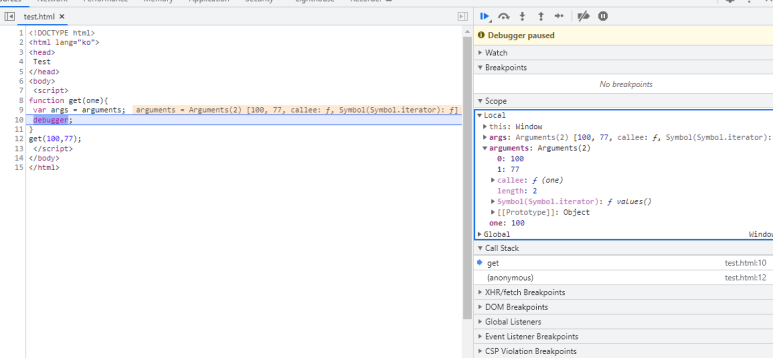 test.html ×
1 <!DOCTYPE html>
2 <html lang="ko">
3 <head>
4 Test
5 </head>
6 <body>
7 <script>
8 function get(one){
9 var args = arguments; arguments = Arguments(2) [100, 77, callee: ƒ, Symbol(Symbol.iterator): ƒ]
10 debugger;
11 }
12 get(100,77);
13 </script>
14 </body>
15 </html>
Debugger paused
Watch
Breakpoints
No breakpoints
Scope
Local
this: Window
args: Arguments(2) [100, 77, callee: ƒ, Symbol(Symbol.iterator):
arguments: Arguments(2)
0: 100
1: 77
callee: ƒ (one)
length: 2
Symbol(Symbol.iterator): ƒ values()
[[Prototype]]: Object
one: 100
Global Window
Call Stack
get test.html:10
(anonymous) test.html:12
XHR/fetch Breakpoints
DOM Breakpoints
Global Listeners
Event Listener Breakpoints
CSP Violation Breakpoints